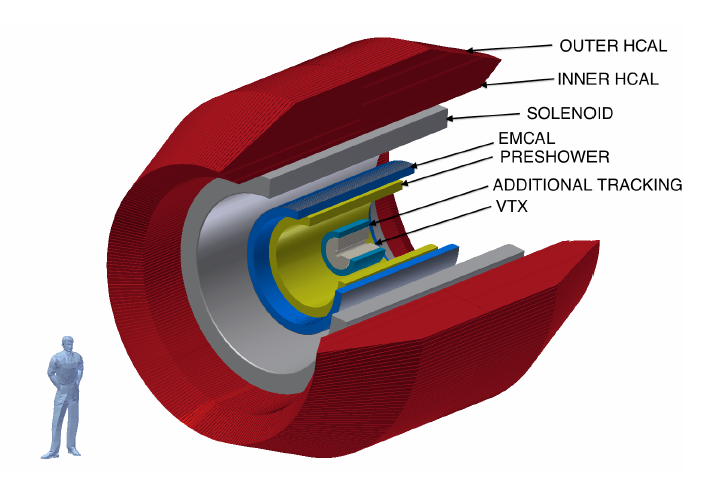 OUTER HCAL
INNER HCAL
SOLENOID
EMCAL
PRESHOWER
ADDITIONAL TRACKING
VTX